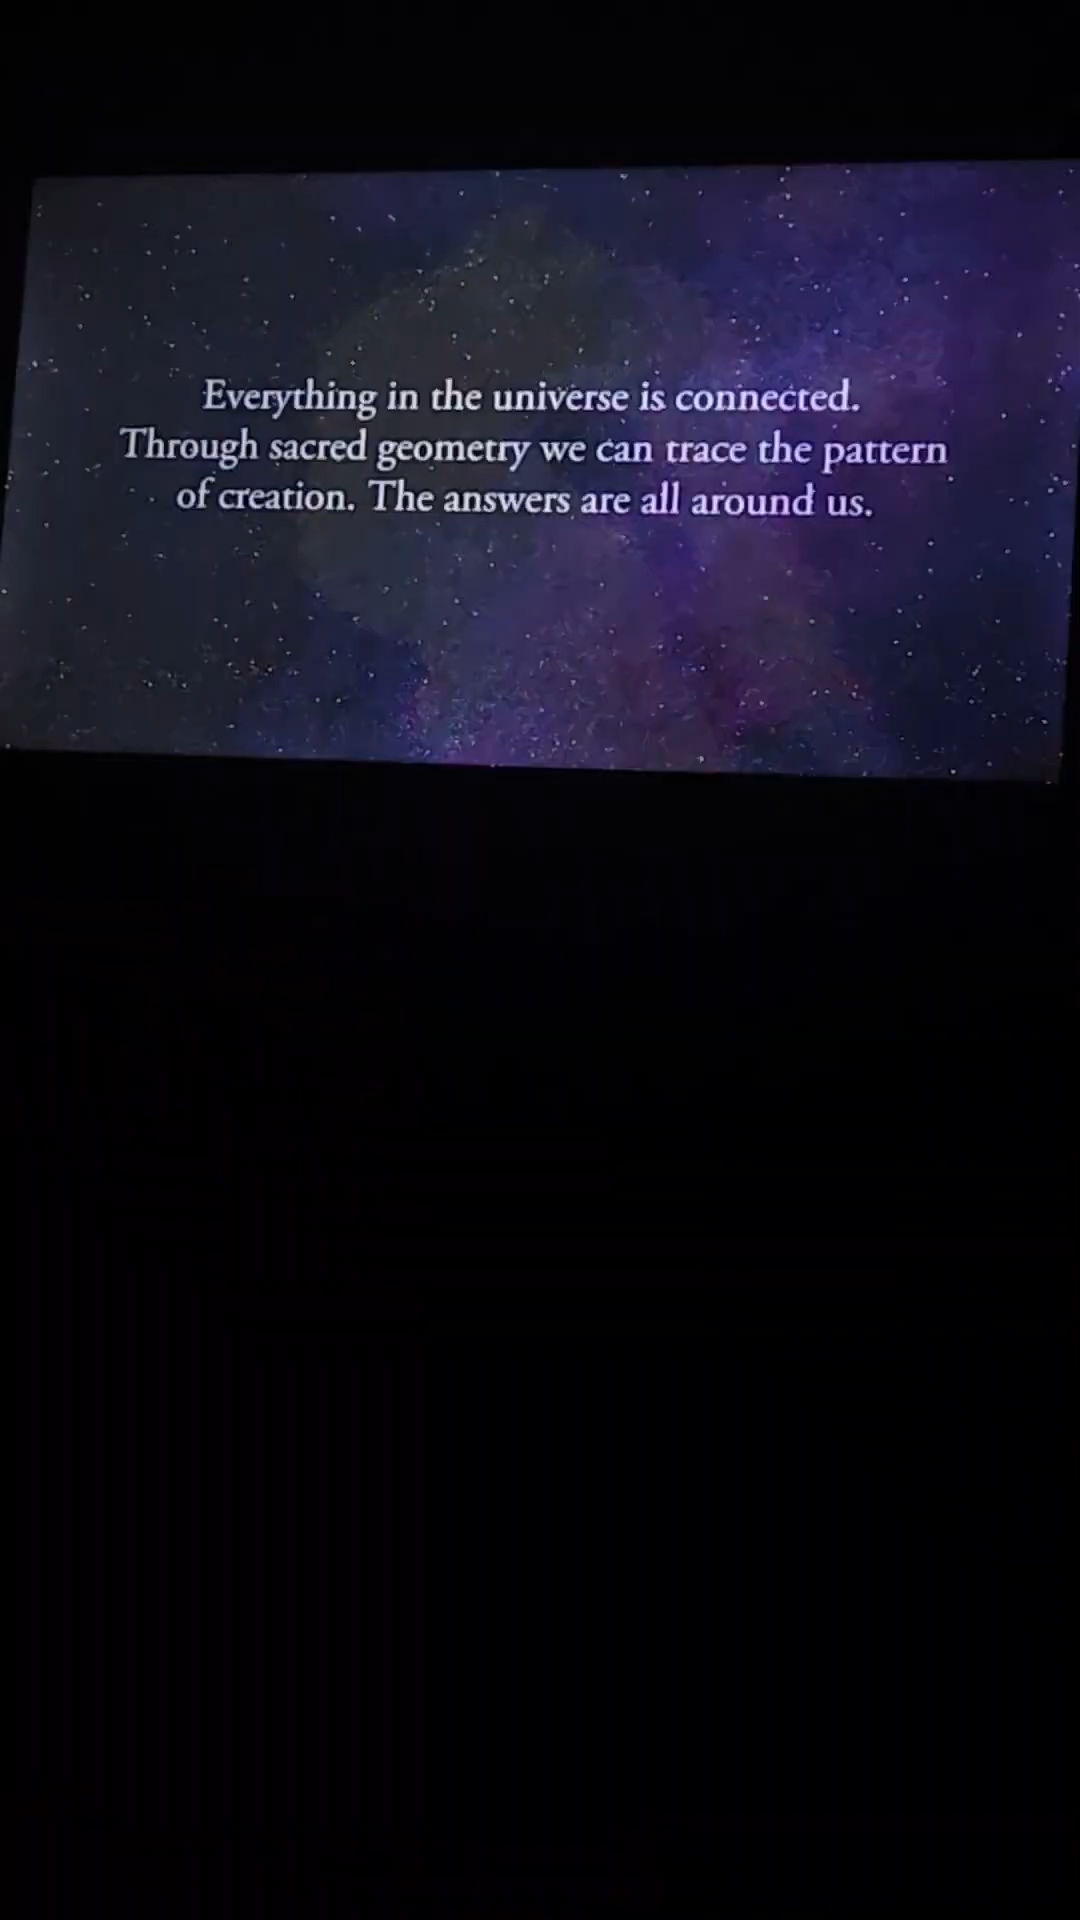 Everything in the universe is connected.
Through sacred geometry we can trace the pattern
of creation. The answers are all around us.